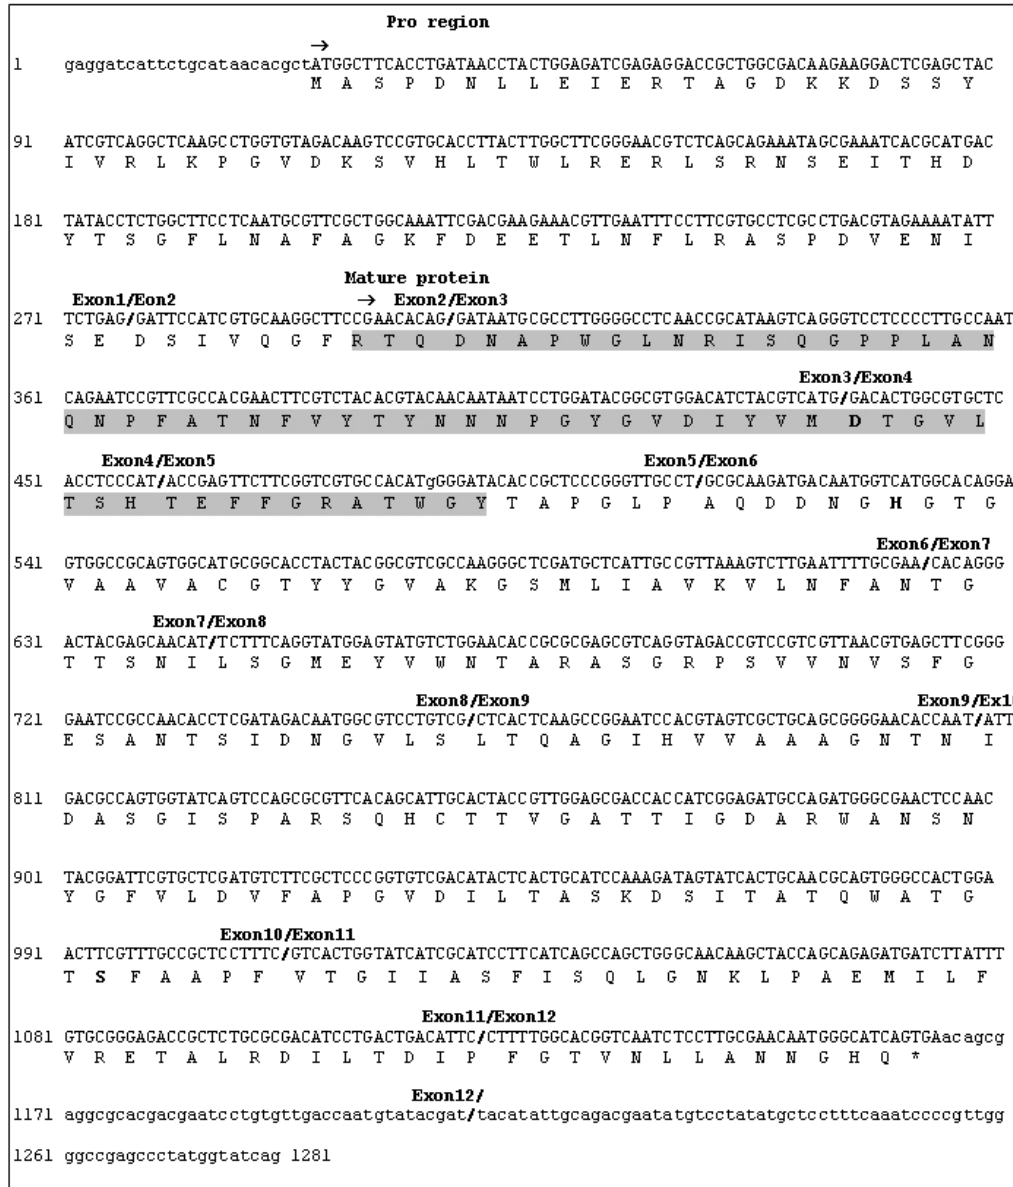 Pro region
→
1 gaggatcattctgcataacacgctATGGCTTCACCTGATAACCTACTGGAGATCGAGAGGACCGCTGGCGACAAGAAGGACTCGAGCTAC
M A S P D N L L E I E R T A G D K K D S S Y
91 ATCGTCAGGCTCAAGCCTGGTGTAGACAAGTCCGTGCACCTTACTTGGCTTCGGGAACGTCTCAGCAGAAATAGCGAAATCACGCATGAC
I V R L K P G V D K S V H L T W L R E R L S R N S E I T H D
181 TATACCTCTGGCTTCCTCAATGCGTTCGCTGGCAAATTCGACGAAGAAACGTTGAATTTCCTTCGTGCCTCGCCTGACGTAGAAAATATT
Y T S G F L N A F A G K F D E E T L N F L R A S P D V E N I
Mature protein
Exon1/Eon2 → Exon2/Exon3
271 TCTGAG/GATTCCATCGTGCAAGGCTTCCGAACACAG/GATAATGCGCCTTGGGGCCTCAACCGCATAAGTCAGGGTCCTCCCCTTGCCAAT
S E D S I V Q G F R T Q D N A P W G L N R I S Q G P P L A N
Exon3/Exon4
361 CAGAATCCGTTCGCCACGAACTTCGTCTACACGTACAACAATAATCCTGGATACGGCGTGGACATCTACGTCATG/GACACTGGCGTGCTC
Q N P F A T N F V Y T Y N N N P G Y G V D I Y V M D T G V L
Exon4/Exon5 Exon5/Exon6
451 ACCTCCCAT/ACCGAGTTCTTCGGTCGTGCCACATgGGGATACACCGCTCCCGGGTTGCCT/GCGCAAGATGACAATGGTCATGGCACAGGA
T S H T E F F G R A T W G Y T A P G L P A Q D D N G H G T G
Exon6/Exon7
541 GTGGCCGCAGTGGCATGCGGCACCTACTACGGCGTCGCCAAGGGCTCGATGCTCATTGCCGTTAAAGTCTTGAATTTTGCGAA/CACAGGG
V A A V A C G T Y Y G V A K G S M L I A V K V L N F A N T G
Exon7/Exon8
631 ACTACGAGCAACAT/TCTTTCAGGTATGGAGTATGTCTGGAACACCGCGCGAGCGTCAGGTAGACCGTCCGTCGTTAACGTGAGCTTCGGG
T T S N I L S G M E Y V W N T A R A S G R P S V V N V S F G
Exon8/Exon9 Exon9/Ex10
721 GAATCCGCCAACACCTCGATAGACAATGGCGTCCTGTCG/CTCACTCAAGCCGGAATCCACGTAGTCGCTGCAGCGGGGAACACCAAT/ATT
E S A N T S I D N G V L S L T Q A G I H V V A A A G N T N I
811 GACGCCAGTGGTATCAGTCCAGCGCGTTCACAGCATTGCACTACCGTTGGAGCGACCACCATCGGAGATGCCAGATGGGCGAACTCCAAC
D A S G I S P A R S Q H C T T V G A T T I G D A R W A N S N
901 TACGGATTCGTGCTCGATGTCTTCGCTCCCGGTGTCGACATACTCACTGCATCCAAAGATAGTATCACTGCAACGCAGTGGGCCACTGGA
Y G F V L D V F A P G V D I L T A S K D S I T A T Q W A T G
Exon10/Exon11
991 ACTTCGTTTGCCGCTCCTTTC/GTCACTGGTATCATCGCATCCTTCATCAGCCAGCTGGGCAACAAGCTACCAGCAGAGATGATCTTATTT
T S F A A P F V T G I I A S F I S Q L G N K L P A E M I L F
Exon11/Exon12
1081 GTGCGGGAGACCGCTCTGCGCGACATCCTGACTGACATTC/CTTTTGGCACGGTCAATCTCCTTGCGAACAATGGGCATCAGTGAacagcg
V R E T A L R D I L T D I P F G T V N L L A N N G H Q *
Exon12/
1171 aggcgcacgacgaatcctgtgttgaccaatgtatacgat/tacatattgcagacgaatatgtcctatatgctcctttcaaatccccgttgg
1261 ggccgagccctatggtatcag 1281